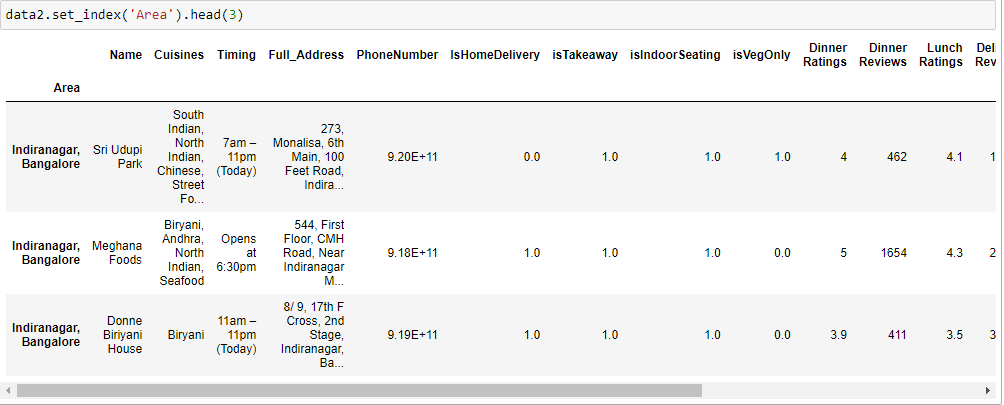 data2.set_index('Area').head(3)
Name Cuisines Timing Full_Address PhoneNumber IsHomeDelivery isTakeaway isIndoorSeating isVegOnly Dinner Ratings Dinner Reviews Lunch Ratings Deli Rev
Area
Indiranagar, Bangalore Sri Udupi Park South Indian, North Indian, Chinese, Street Fo... 7am – 11pm (Today) 273, Monalisa, 6th Main, 100 Feet Road, Indira... 9.20E+11 0.0 1.0 1.0 1.0 4 462 4.1 1
Indiranagar, Bangalore Meghana Foods Biryani, Andhra, North Indian, Seafood Opens at 6:30pm 544, First Floor, CMH Road, Near Indiranagar M... 9.18E+11 1.0 1.0 1.0 0.0 5 1654 4.3 2
Indiranagar, Bangalore Donne Biriyani House Biryani 11am – 11pm (Today) 8/ 9, 17th F Cross, 2nd Stage, Indiranagar, Ba... 9.19E+11 1.0 1.0 1.0 0.0 3.9 411 3.5 3